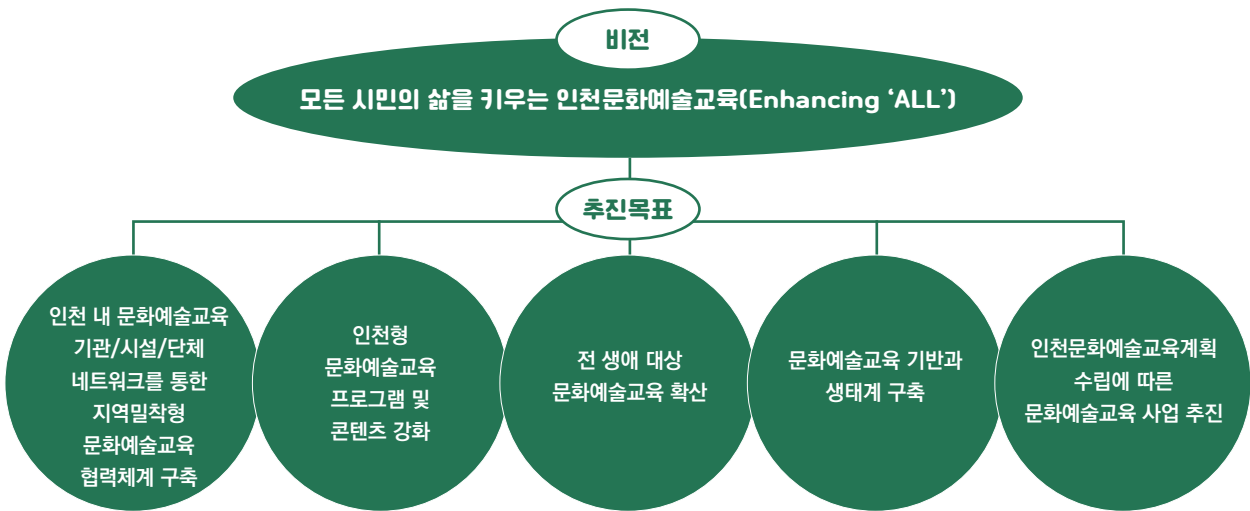 비전
모든 시민의 삶을 키우는 인천문화예술교육(Enhancing ‘ALL’)
추진목표
인천 내 문화예술교육
기관/시설/단체
네트워크를 통한
지역밀착형
문화예술교육
협력체계 구축
인천형
문화예술교육
프로그램 및
콘텐츠 강화
전 생애 대상
문화예술교육 확산
문화예술교육 기반과
생태계 구축
인천문화예술교육계획
수립에 따른
문화예술교육 사업 추진